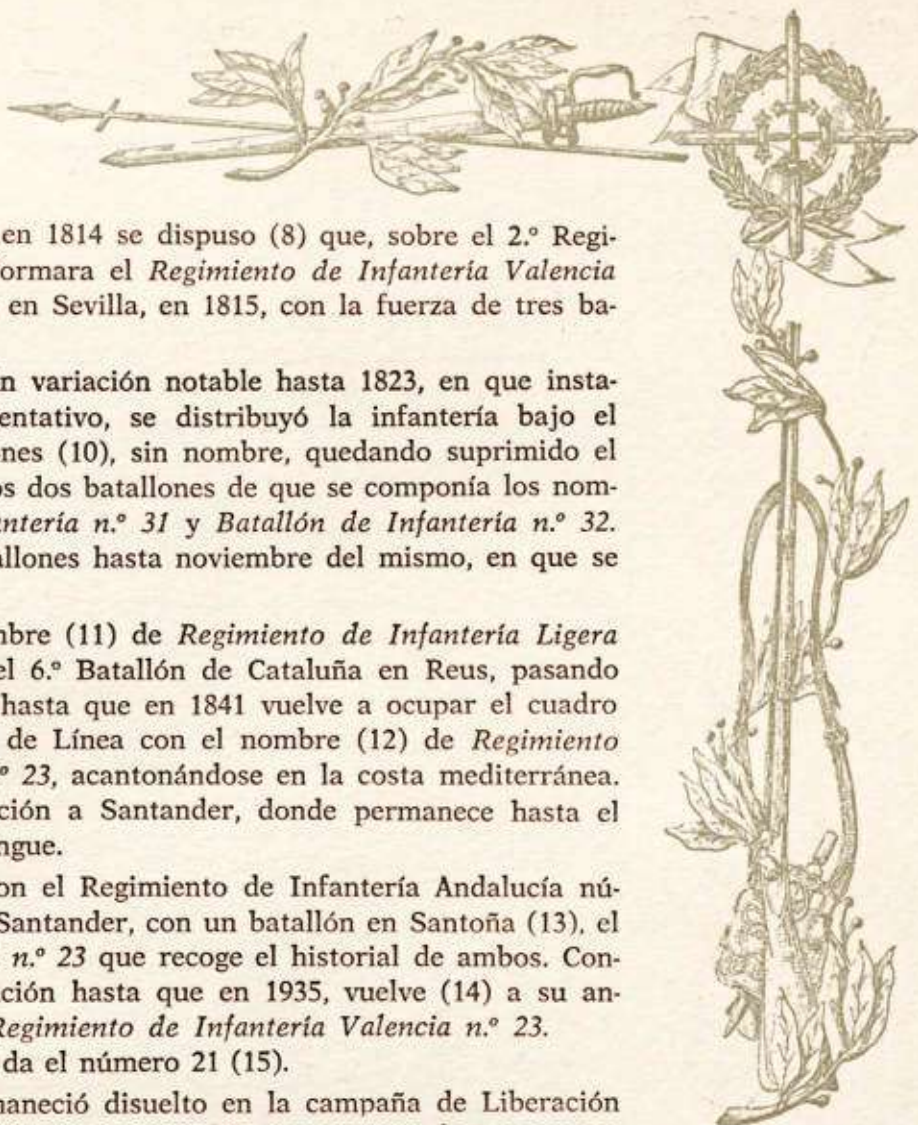 en 1814 se dispuso (8) que, sobre el 2.º Regi-
ormara el Regimiento de Infantería Valencia
en Sevilla, en 1815, con la fuerza de tres ba-
n variación notable hasta 1823, en que insta-
entativo, se distribuyó la infantería bajo el
ones (10), sin nombre, quedando suprimido el
os dos batallones de que se componía los nom-
antería n.º 31 y Batallón de Infantería n.º 32.
allones hasta noviembre del mismo, en que se
mbre (11) de Regimiento de Infantería Ligera
el 6.º Batallón de Cataluña en Reus, pasando
hasta que en 1841 vuelve a ocupar el cuadro
de Línea con el nombre (12) de Regimiento
º 23, acantonándose en la costa mediterránea.
ción a Santander, donde permanece hasta el
ngue.
on el Regimiento de Infantería Andalucía nú-
Santander, con un batallón en Santoña (13), el
n.º 23 que recoge el historial de ambos. Con-
ción hasta que en 1935, vuelve (14) a su an-
Regimiento de Infantería Valencia n.º 23.
da el número 21 (15).
naneció disuelto en la campaña de Liberación